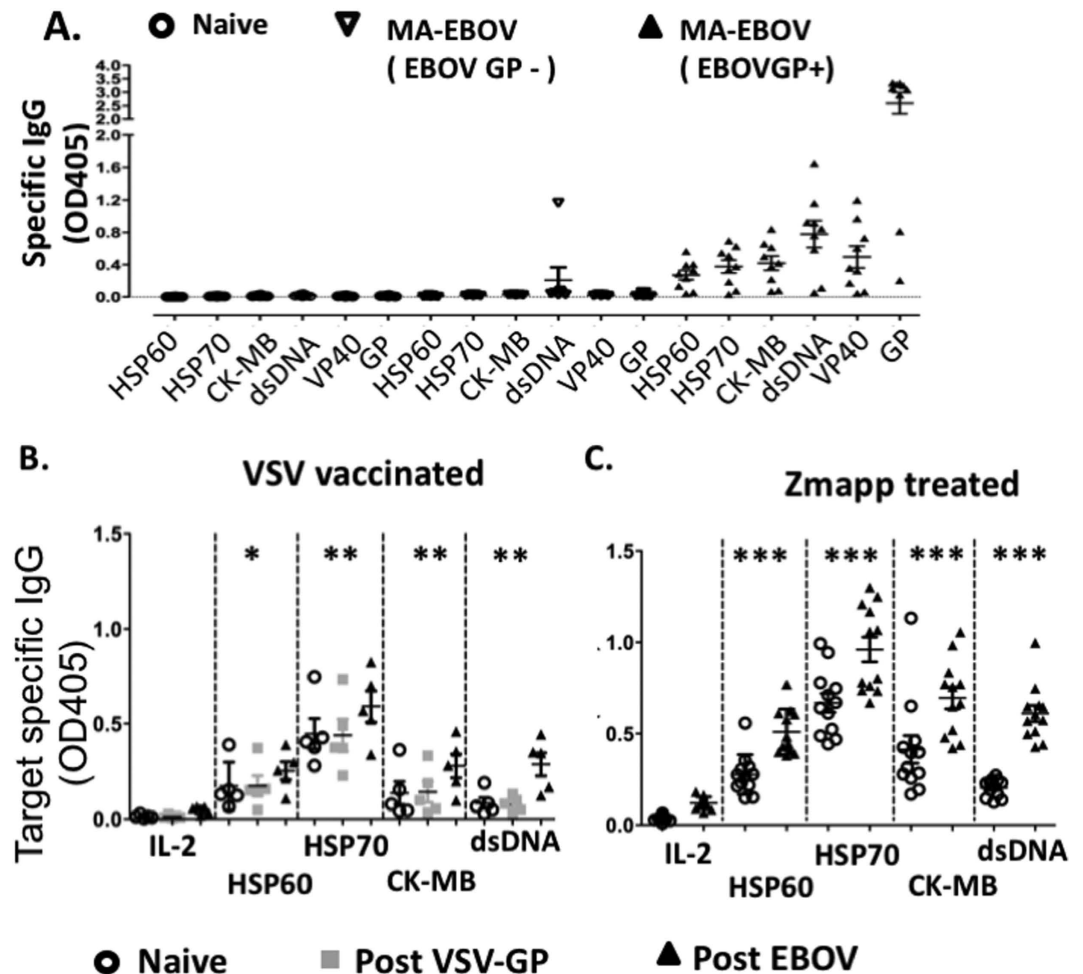 A.
Naive
MA-EBOV
( EBOV GP - )
MA-EBOV
( EBOVGP+)
Specific IgG
(OD405)
4.0
3.5
3.0
2.5
2.0
2.0
1.6
1.2
0.8
0.4
0.0
HSP60 HSP70 CK-MB dsDNA VP40 GP HSP60 HSP70 CK-MB dsDNA VP40 GP HSP60 HSP70 CK-MB dsDNA VP40 GP
B.
VSV vaccinated
Target specific IgG
(OD405)
1.5
1.0
0.5
0.0
* ** ** **
IL-2 HSP70 dsDNA
HSP60 CK-MB
C.
Zmapp treated
1.5
1.0
0.5
0.0
*** *** *** ***
IL-2 HSP70 dsDNA
HSP60 CK-MB
Naive Post VSV-GP Post EBOV